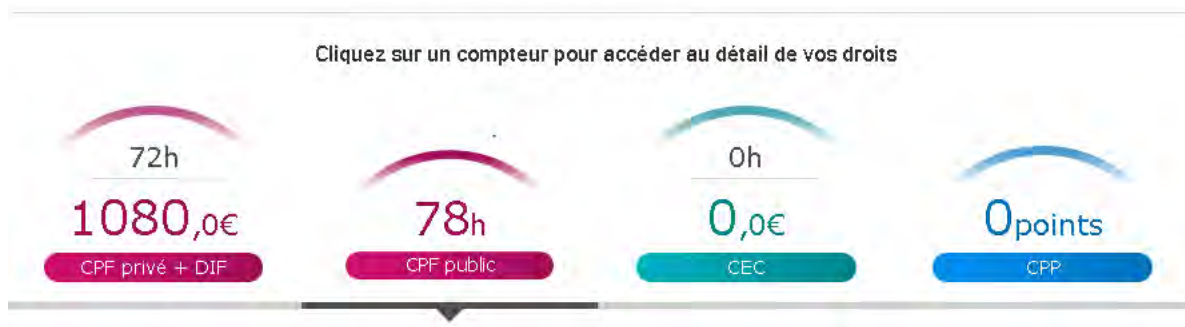 Cliquez sur un compteur pour accéder au détail de vos droits
72h
1080,0€
CPF privé + DIF
78h
CPF public
0h
0,0€
CEC
0points
CPP